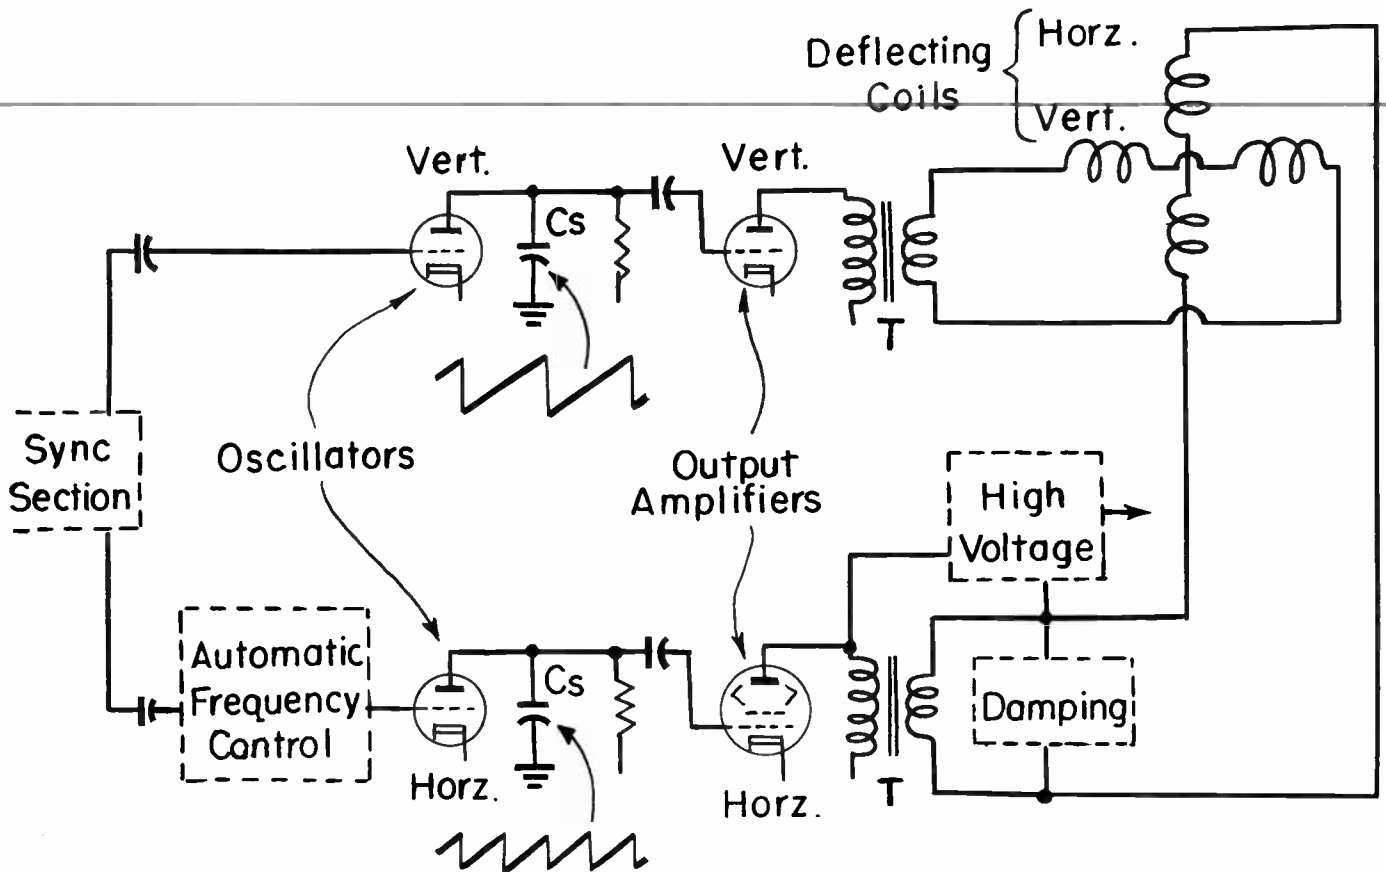 Deflecting
Coils
Horz.
Vert.
Vert.
Vert.
Cs
T
Sync
Section
Oscillators
Output
Amplifiers
High
Voltage
Automatic
Frequency
Control
Cs
Damping
Horz.
Horz.
T